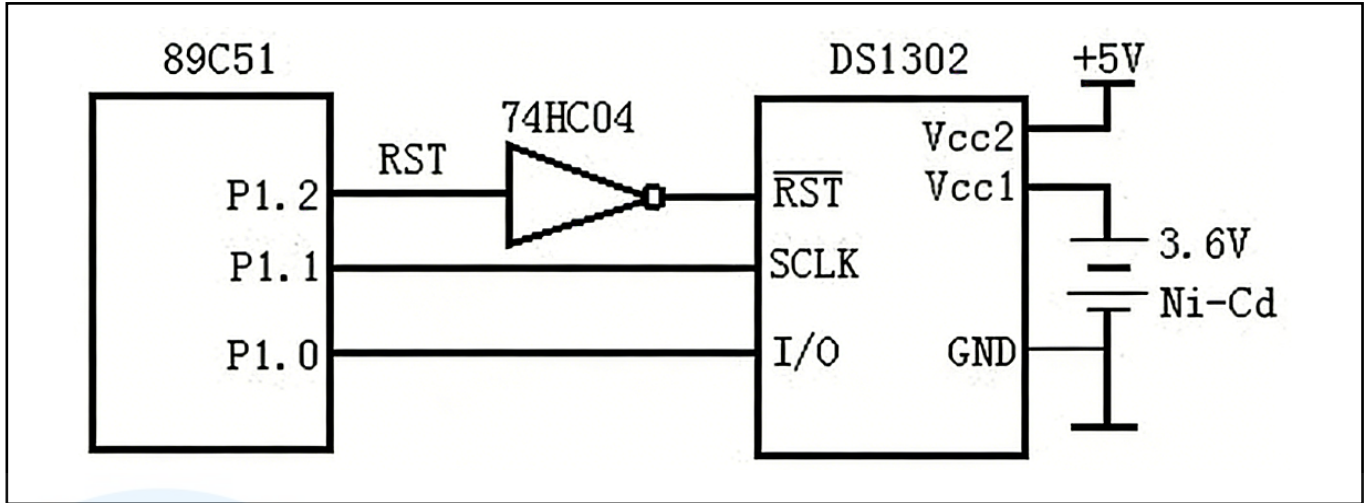 89C51
DS1302
+5V
74HC04
RST
Vcc2
P1.2
RST
Vcc1
P1.1
SCLK
3.6V
Ni-Cd
P1.0
I/O
GND